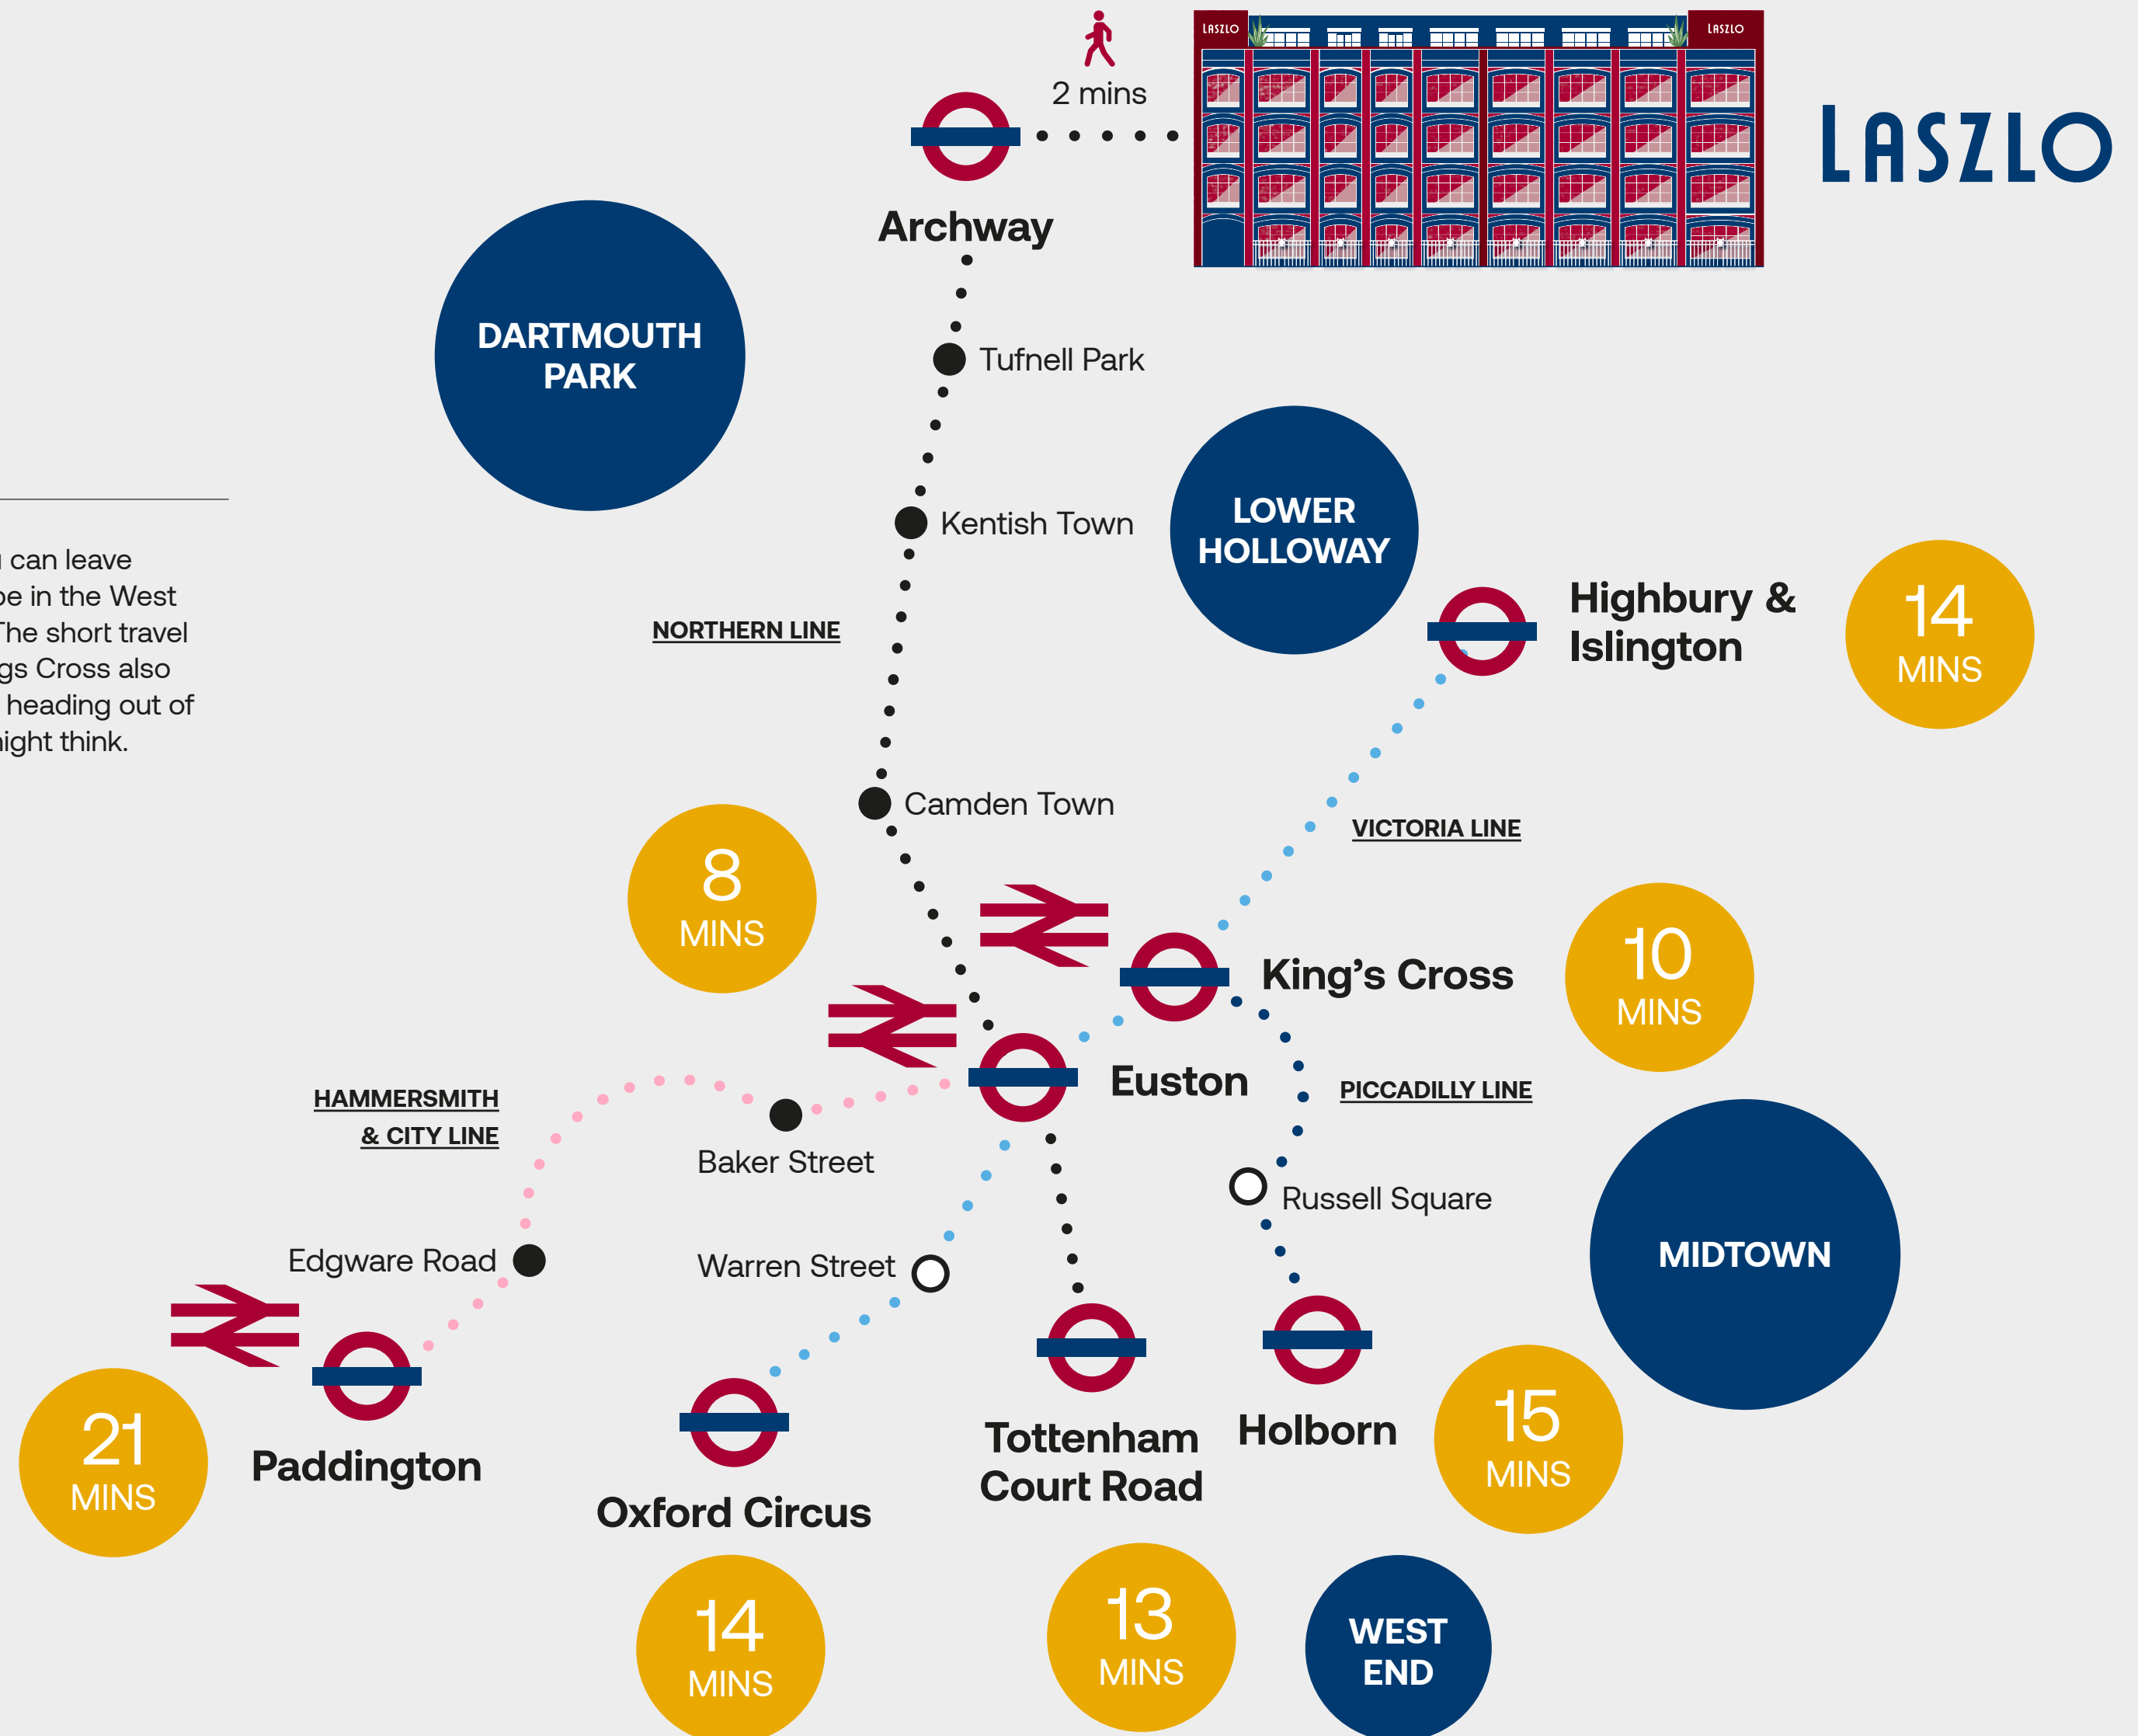 LASZLO
LASZLO
2 mins
LASZLO
Archway
DARTMOUTH
PARK
Tufnell Park
LOWER
HOLLOWAY
Kentish Town
can leave
in the West
The short travel
Cross also
heading out of
think.
NORTHERN LINE
Highbury &
Islington
14
MINS
Camden Town
VICTORIA LINE
8
MINS
King’s Cross
10
MINS
Euston
HAMMERSMITH
& CITY LINE
PICCADILLY LINE
Baker Street
Russell Square
MIDTOWN
Edgware Road
Warren Street
21
MINS
Paddington
Oxford Circus
Tottenham
Court Road
Holborn
15
MINS
14
MINS
13
MINS
WEST
END